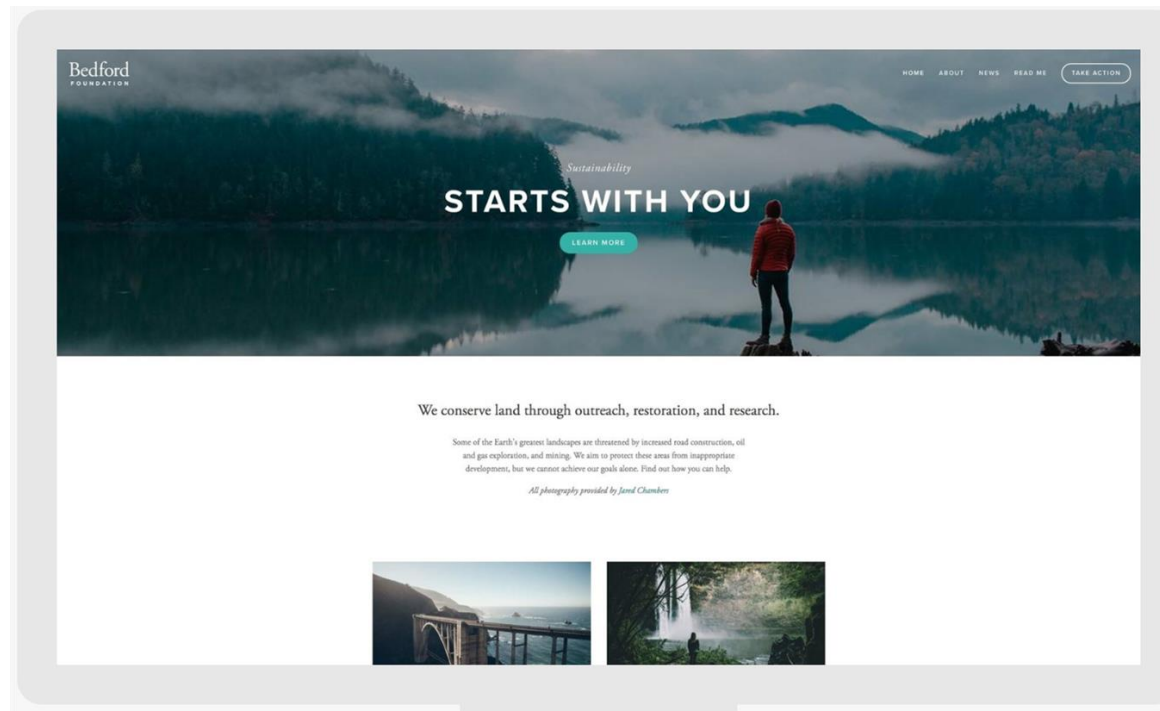 Bedford
FOUNDATION
HOME ABOUT NEWS READ ME TAKE ACTION
Sustainability
STARTS WITH YOU
LEARN MORE
We conserve land through outreach, restoration, and research.
Some of the Earth's greatest landscapes are threatened by increased road construction, oil
and gas exploration, and mining. We aim to protect these areas from inappropriate
development, but we cannot achieve our goals alone. Find out how you can help.
All photography provided by Jared Chambers